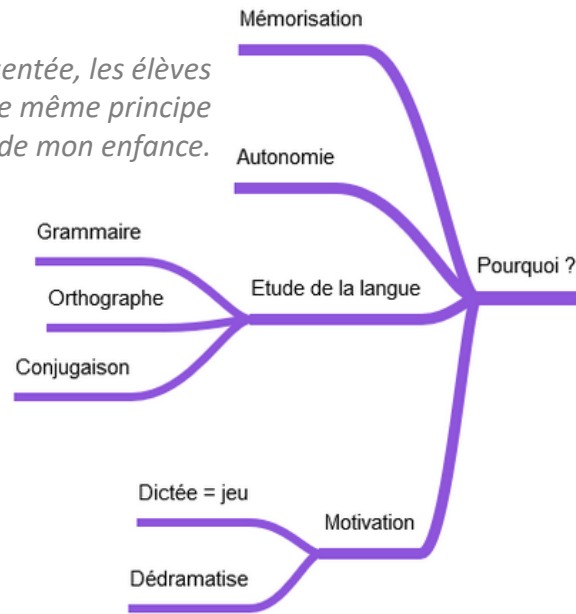 Mémorisation
entée, les élèves
e même principe
de mon enfance.
Autonomie
Grammaire
Pourquoi ?
Etude de la langue
Orthographe
Conjugaison
Dictée = jeu
Motivation
Dédramatise